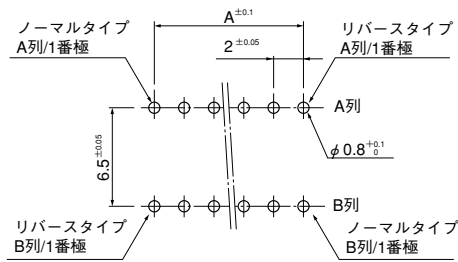 ノーマルタイプ
A列/1番極
A±0.1
2±0.05
リバースタイプ
A列/1番極
A列
6.5±0.05
φ0.8+0.1 0
B列
リバースタイプ
B列/1番極
ノーマルタイプ
B列/1番極